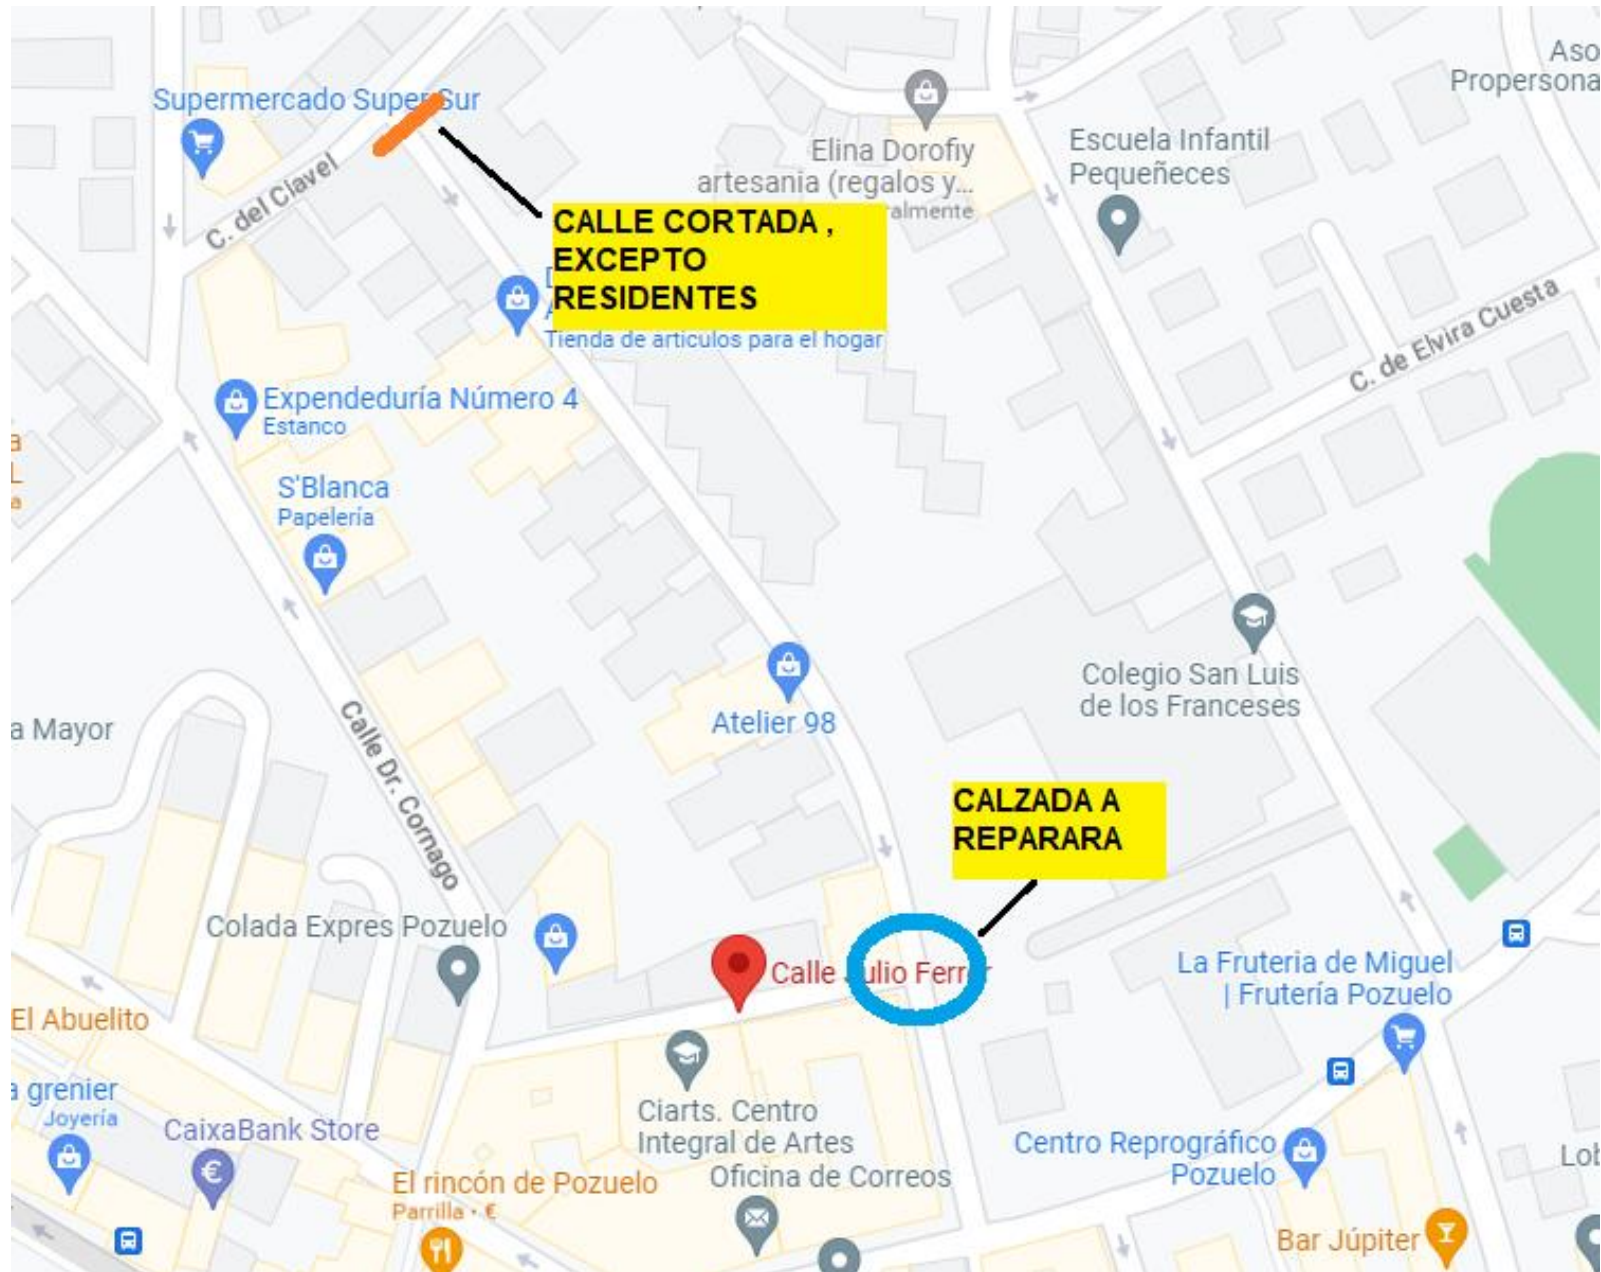 Aso
Propersona
Supermercado Super Sur
C. del Clavel
Elina Dorofiy
artesania (regalos y...
almente
Escuela Infantil
Pequeñeces
CALLE CORTADA ,
EXCEPTO
RESIDENTES
Tienda de articulos para el hogar
C. de Elvira Cuesta
Expendeduría Número 4
Estanco
S'Blanca
Papelería
Colegio San Luis
de los Franceses
Atelier 98
a Mayor
Calle Dr. Cornago
CALZADA A
REPARARA
Colada Expres Pozuelo
Calle Julio Ferrer
La Fruteria de Miguel
| Frutería Pozuelo
El Abuelito
a grenier
Joyería
CaixaBank Store
Ciarts. Centro
Integral de Artes
Oficina de Correos
Centro Reprográfico
Pozuelo
Lob
El rincón de Pozuelo
Parrilla · €
Bar Júpiter